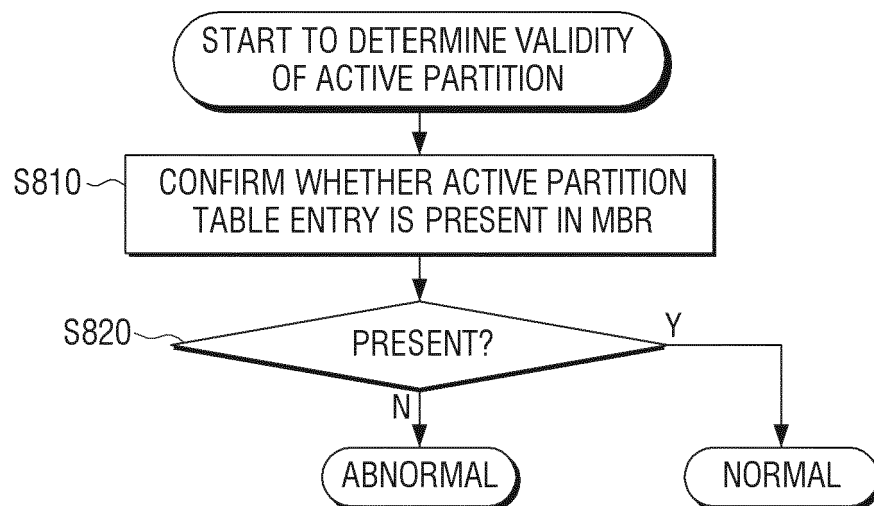 START TO DETERMINE VALIDITY
OF ACTIVE PARTITION
S810
CONFIRM WHETHER ACTIVE PARTITION
TABLE ENTRY IS PRESENT IN MBR
S820
PRESENT?
Y
N
ABNORMAL
NORMAL